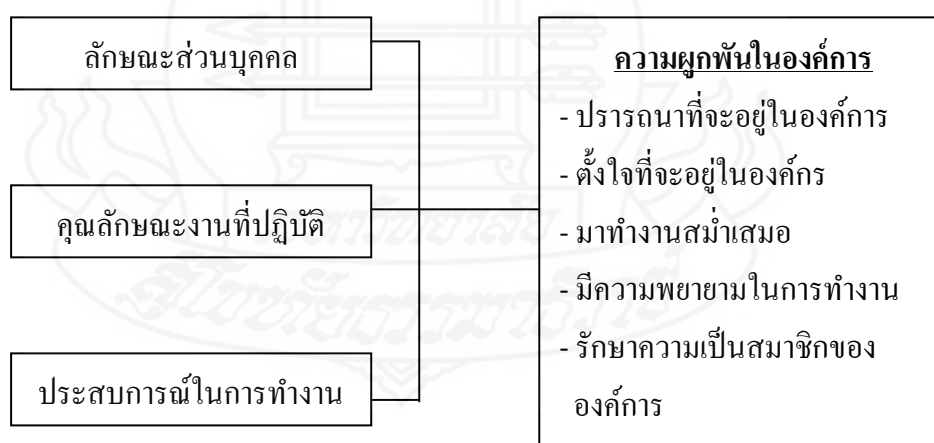 ลักษณะส่วนบุคคล
คุณลักษณะงานที่ปฏิบัติ
ประสบการณ์ในการทำงาน
ความผูกพันในองค์การ
- ปรารถนาที่จะอยู่ในองค์การ
- ตั้งใจที่จะอยู่ในองค์กร
- มาทำงานสม่ำเสมอ
- มีความพยายามในการทำงาน
- รักษาความเป็นสมาชิกของ
องค์การ